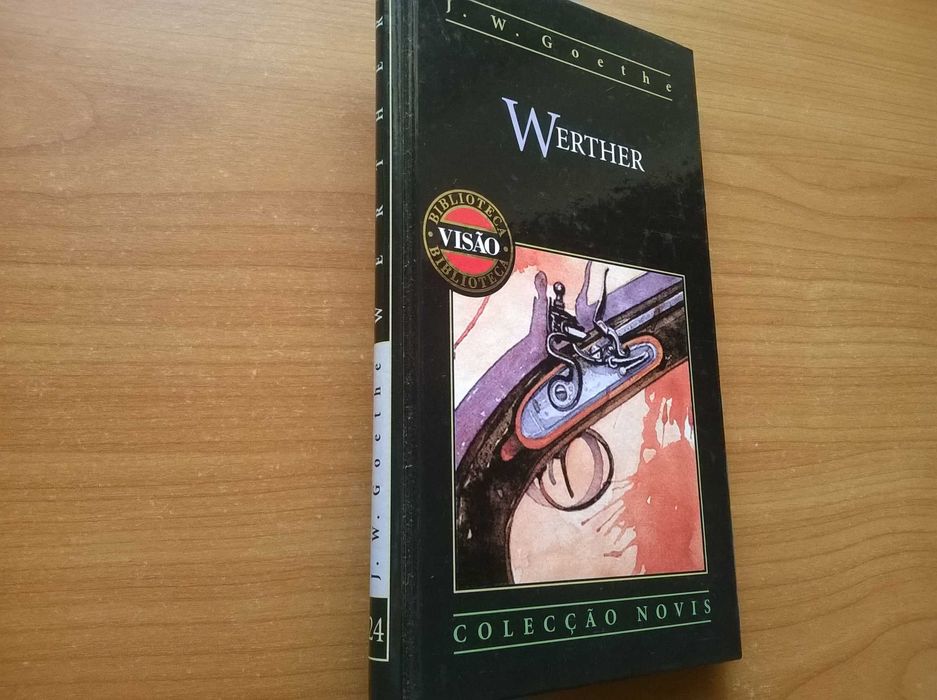 J. W. Goethe
WERTHER
BIBLIOTECA
VISÃO
BIBLIOTECA
COLECÇÃO NOVIS
J. W. Goethe WERTHER
24